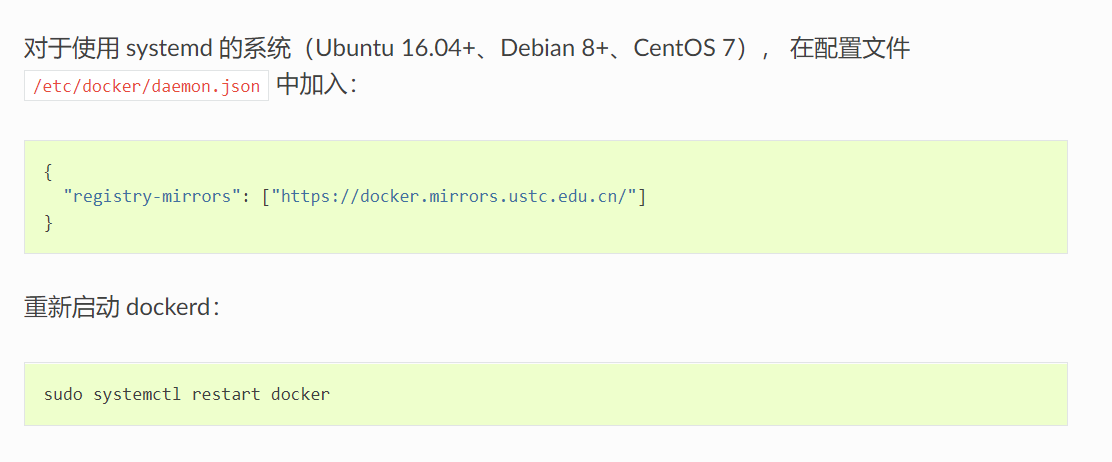 对于使用 systemd 的系统（Ubuntu 16.04+、Debian 8+、CentOS 7）， 在配置文件
/etc/docker/daemon.json 中加入：
{
  "registry-mirrors": ["https://docker.mirrors.ustc.edu.cn/"]
}
重新启动 dockerd：
sudo systemctl restart docker